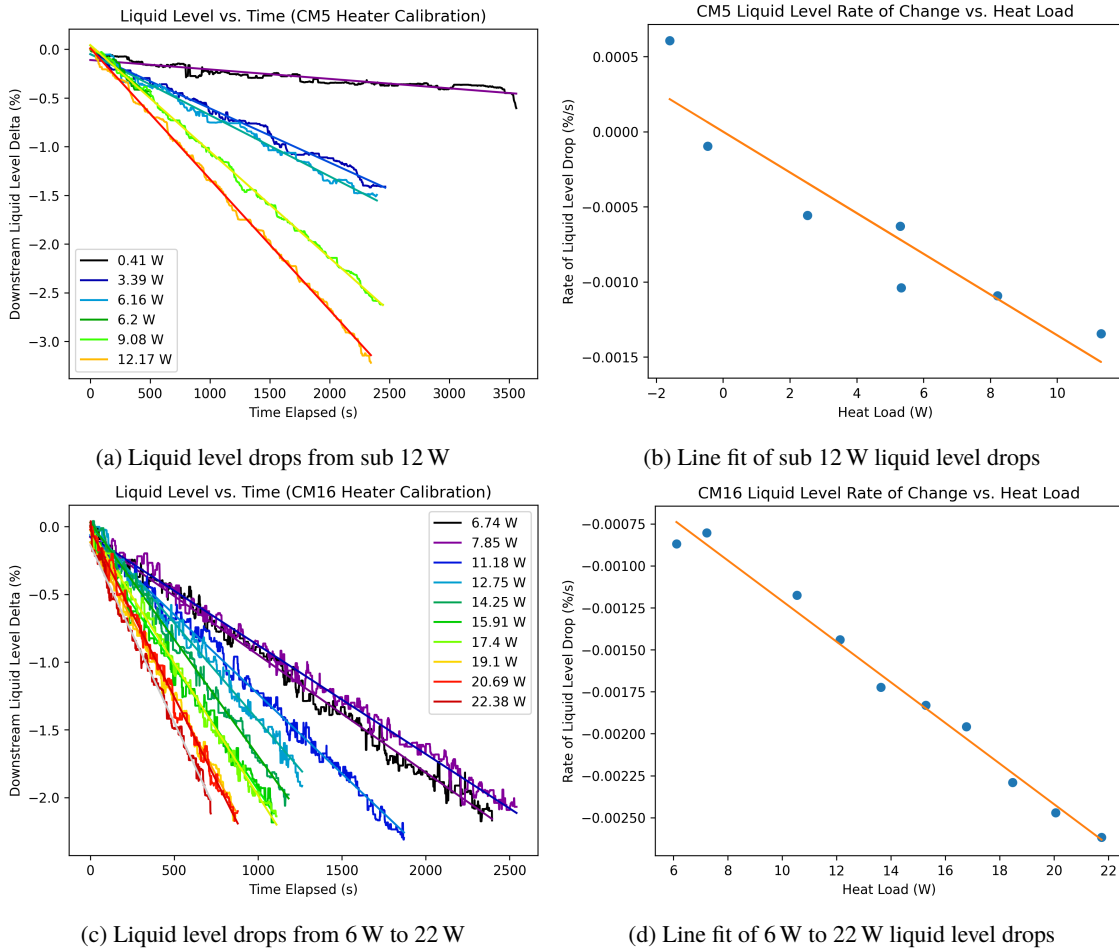 Liquid Level vs. Time (CM5 Heater Calibration)
Downstream Liquid Level Delta (%)
0.0
−0.5
−1.0
−1.5
−2.0
−2.5
−3.0
0.41 W
3.39 W
6.16 W
6.2 W
9.08 W
12.17 W
0 500 1000 1500 2000 2500 3000 3500
Time Elapsed (s)
(a) Liquid level drops from sub 12 W
CM5 Liquid Level Rate of Change vs. Heat Load
Rate of Liquid Level Drop (%/s)
0.0005
0.0000
−0.0005
−0.0010
−0.0015
−2 0 2 4 6 8 10
Heat Load (W)
(b) Line fit of sub 12 W liquid level drops
Liquid Level vs. Time (CM16 Heater Calibration)
Downstream Liquid Level Delta (%)
0.0
−0.5
−1.0
−1.5
−2.0
6.74 W
7.85 W
11.18 W
12.75 W
14.25 W
15.91 W
17.4 W
19.1 W
20.69 W
22.38 W
0 500 1000 1500 2000 2500
Time Elapsed (s)
(c) Liquid level drops from 6 W to 22 W
CM16 Liquid Level Rate of Change vs. Heat Load
Rate of Liquid Level Drop (%/s)
−0.00075
−0.00100
−0.00125
−0.00150
−0.00175
−0.00200
−0.00225
−0.00250
6 8 10 12 14 16 18 20 22
Heat Load (W)
(d) Line fit of 6 W to 22 W liquid level drops